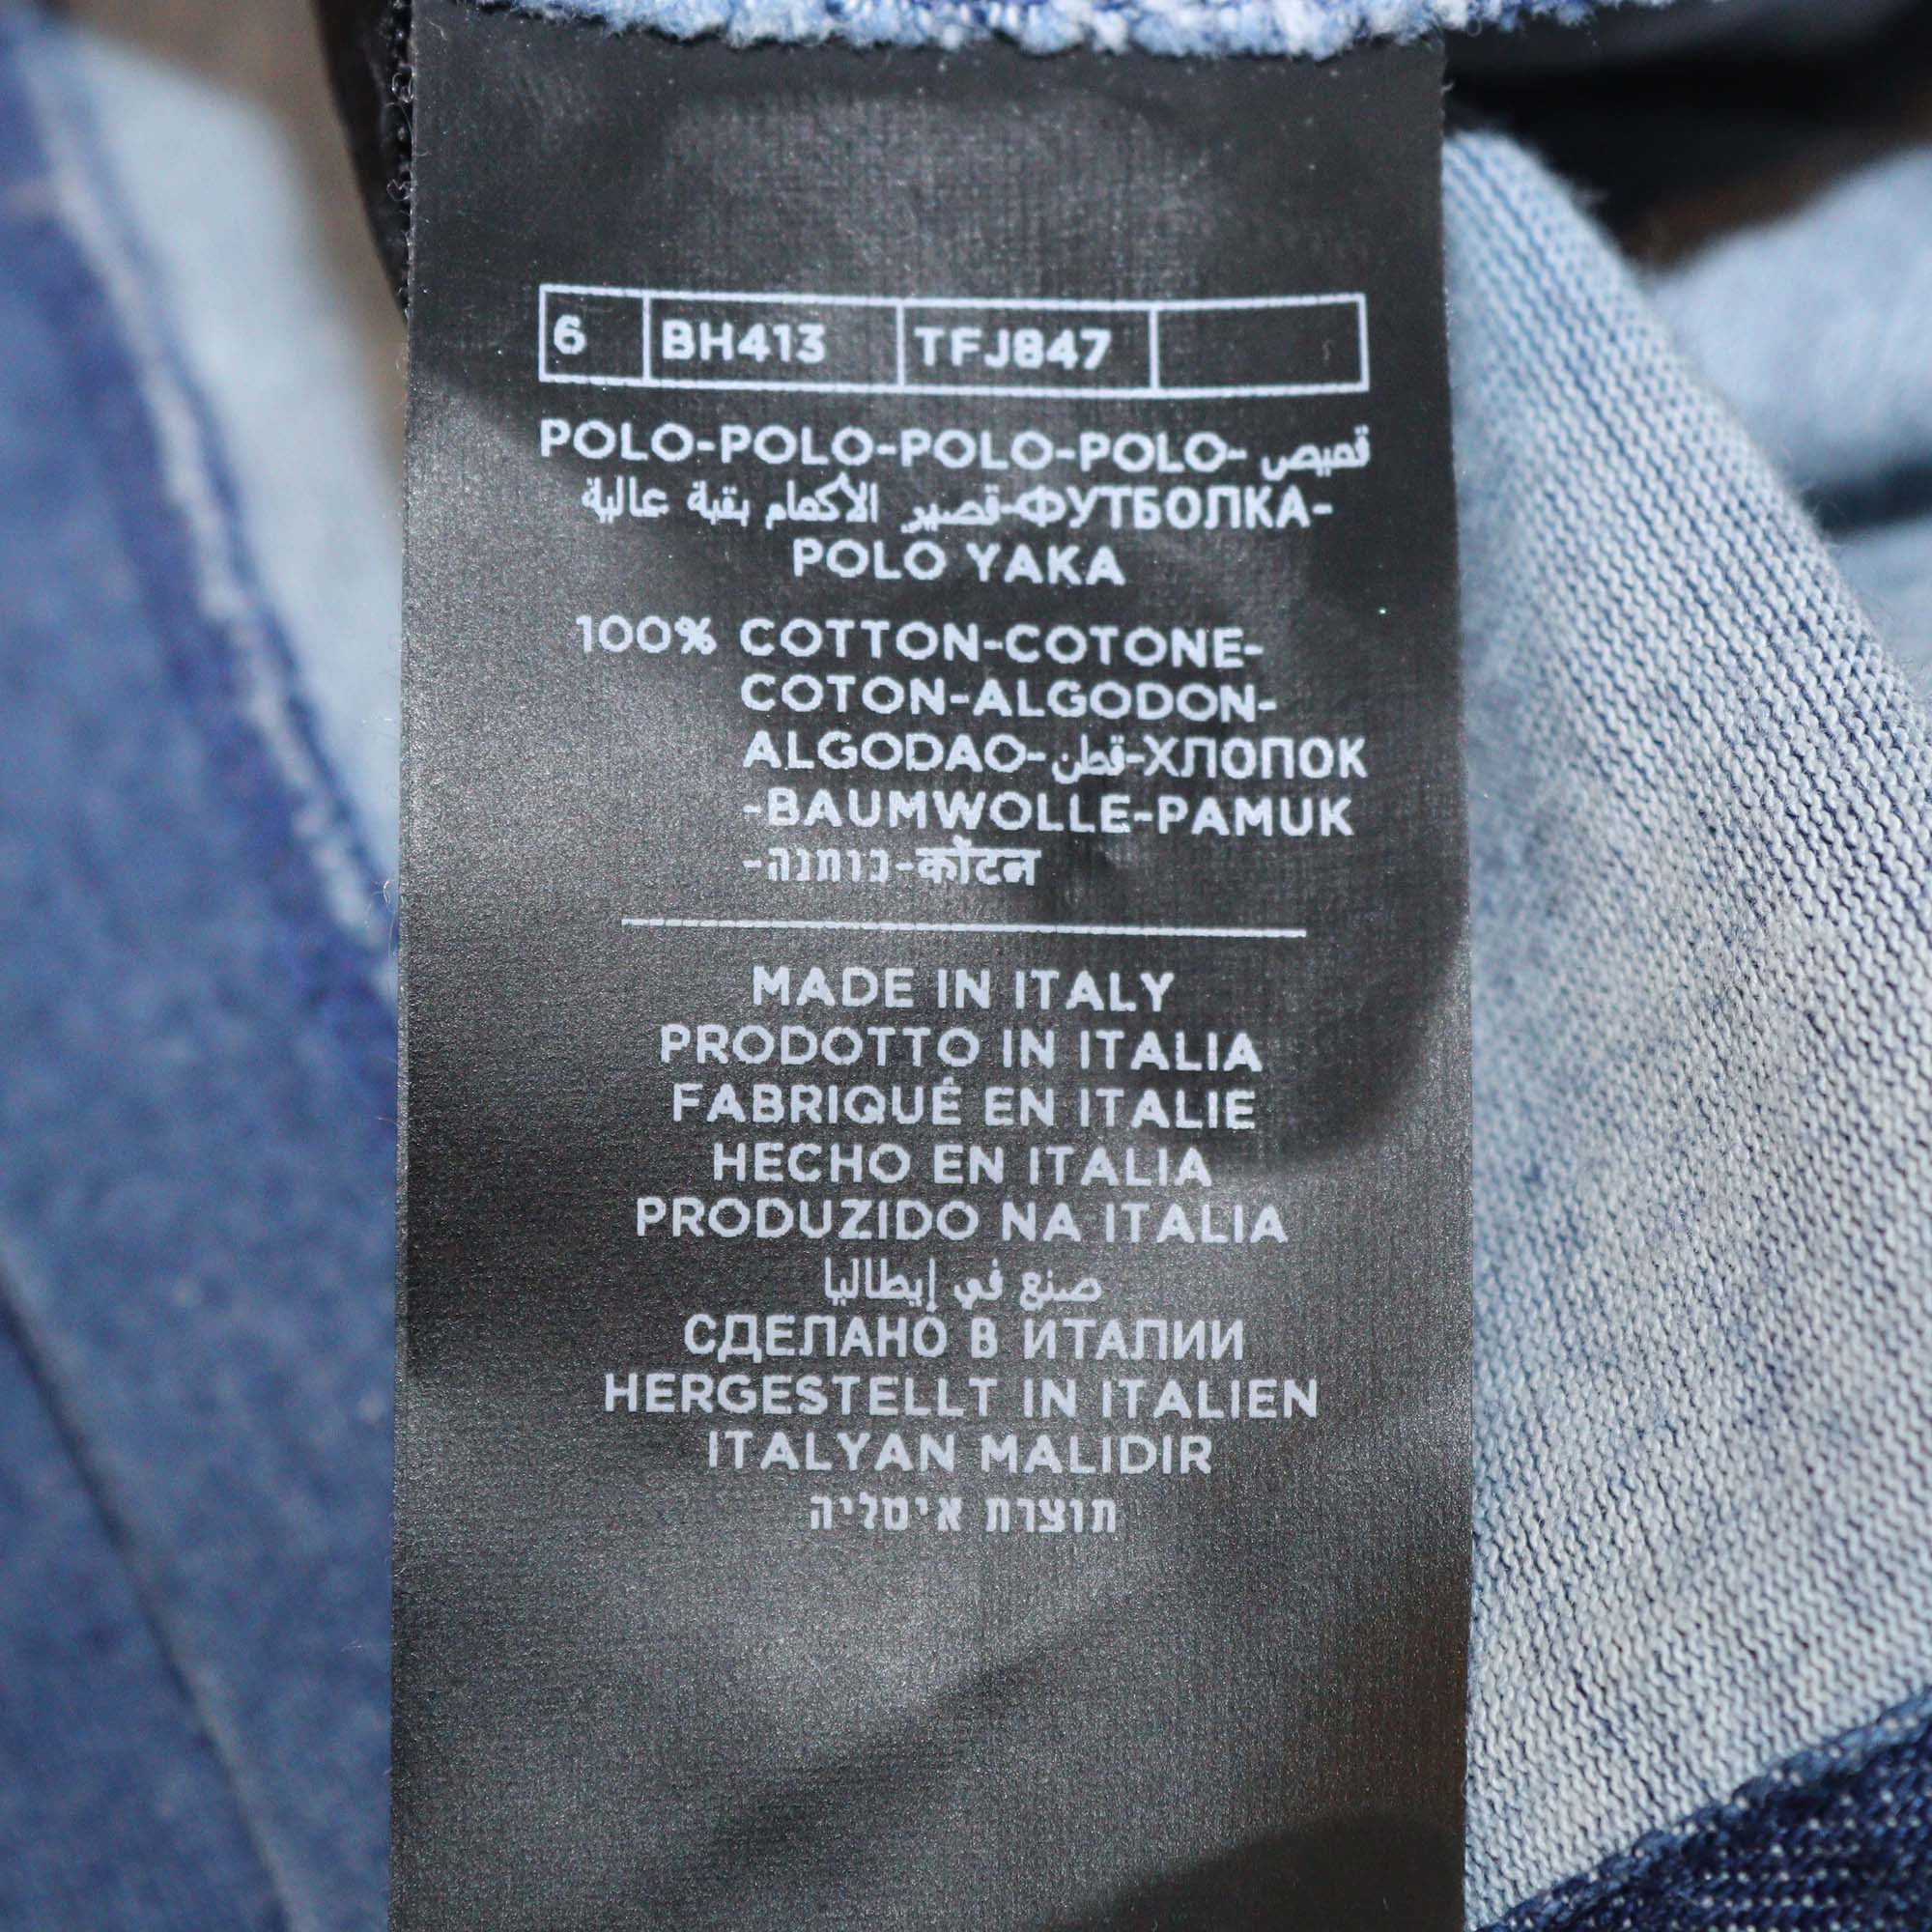 6 BH413 TFJ847
POLO-POLO-POLO-POLO-قميص
قصير الأكمام بقبة عالية-ФУТБОЛКА-
POLO YAKA
100% COTTON-COTONE-
COTON-ALGODON-
ALGODAO-قطن-ХЛОПОК
-BAUMWOLLE-PAMUK
-כותנה-कॉटन
MADE IN ITALY
PRODOTTO IN ITALIA
FABRIQUÉ EN ITALIE
HECHO EN ITALIA
PRODUZIDO NA ITALIA
صنع في إيطاليا
СДЕЛАНО В ИТАЛИИ
HERGESTELLT IN ITALIEN
ITALYAN MALIDIR
תוצרת איטליה